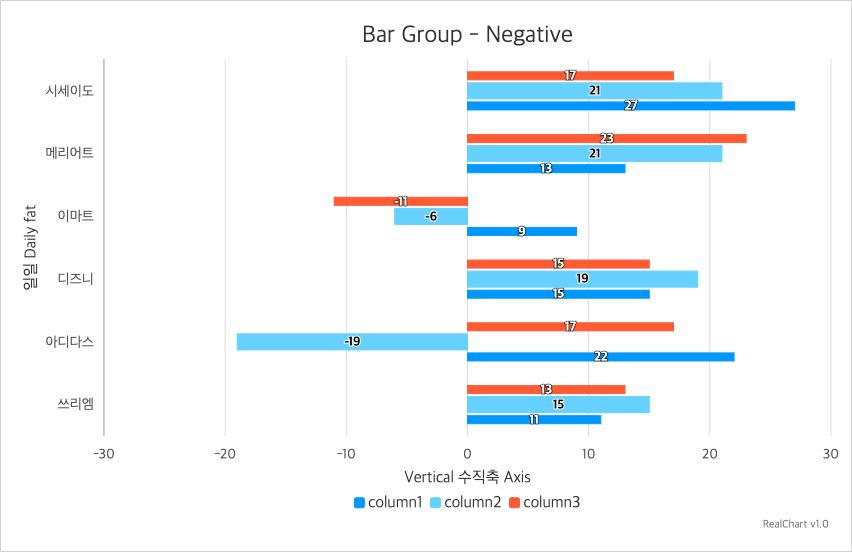 Bar Group - Negative
일일 Daily fat
시세이도
17
21
27
메리어트
23
21
13
이마트
-11
-6
9
디즈니
15
19
15
아디다스
17
-19
22
쓰리엠
13
15
11
-30 -20 -10 0 10 20 30
Vertical 수직축 Axis
column1 column2 column3
RealChart v1.0